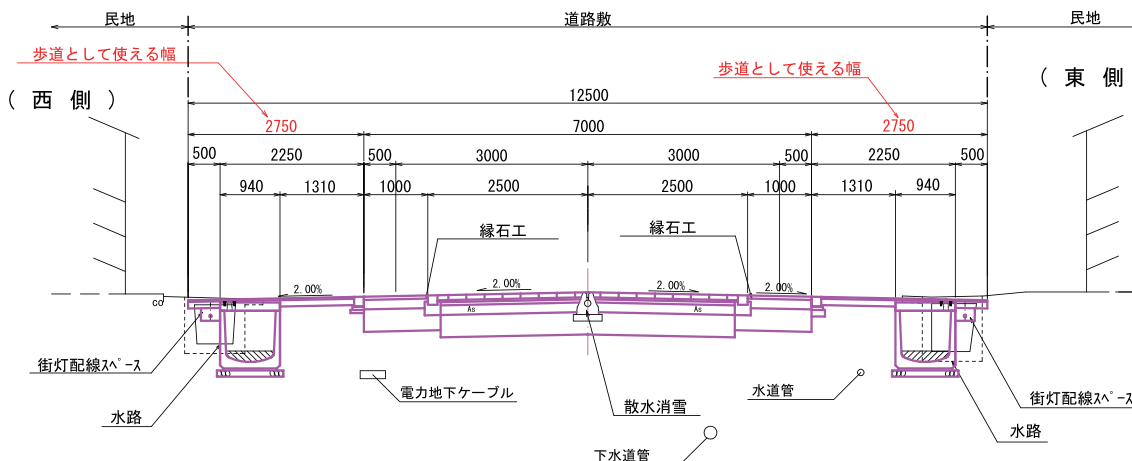 民地
道路敷
民地
歩道として使える幅
歩道として使える幅
( 西 側 )
( 東 側
12500
2750
7000
2750
500
2250
500
3000
3000
500
2250
500
940
1310
1000
2500
2500
1000
1310
940
縁石工
縁石工
2.00%
2.00%
2.00%
2.00%
CO
As
As
街灯配線ｽﾍﾟｰｽ
電力地下ケーブル
散水消雪
水道管
街灯配線ｽﾍﾟｰｽ
水路
水路
下水道管